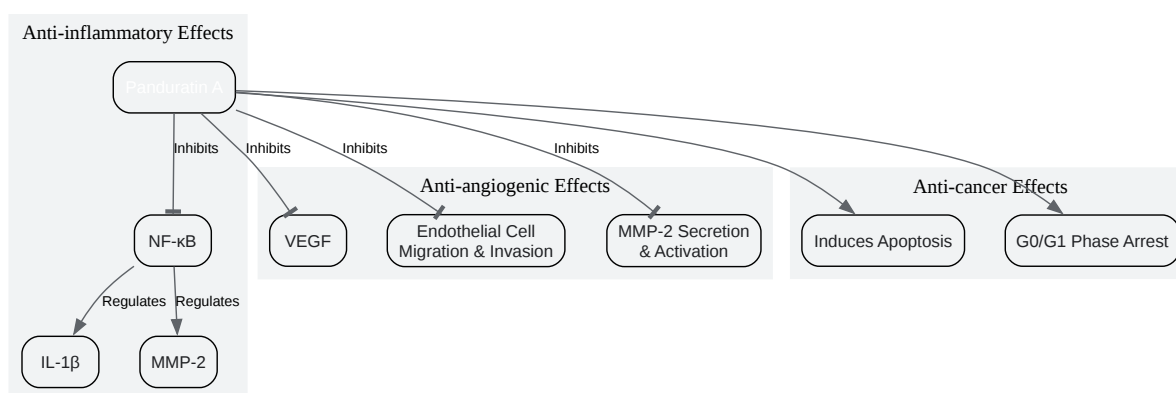 Anti-inflammatory Effects
Panduratin A
Inhibits
Inhibits
Inhibits
Inhibits
Anti-angiogenic Effects
Anti-cancer Effects
NF-κB
VEGF
Endothelial Cell
Migration & Invasion
MMP-2 Secretion
& Activation
Induces Apoptosis
G0/G1 Phase Arrest
Regulates
Regulates
IL-1β
MMP-2